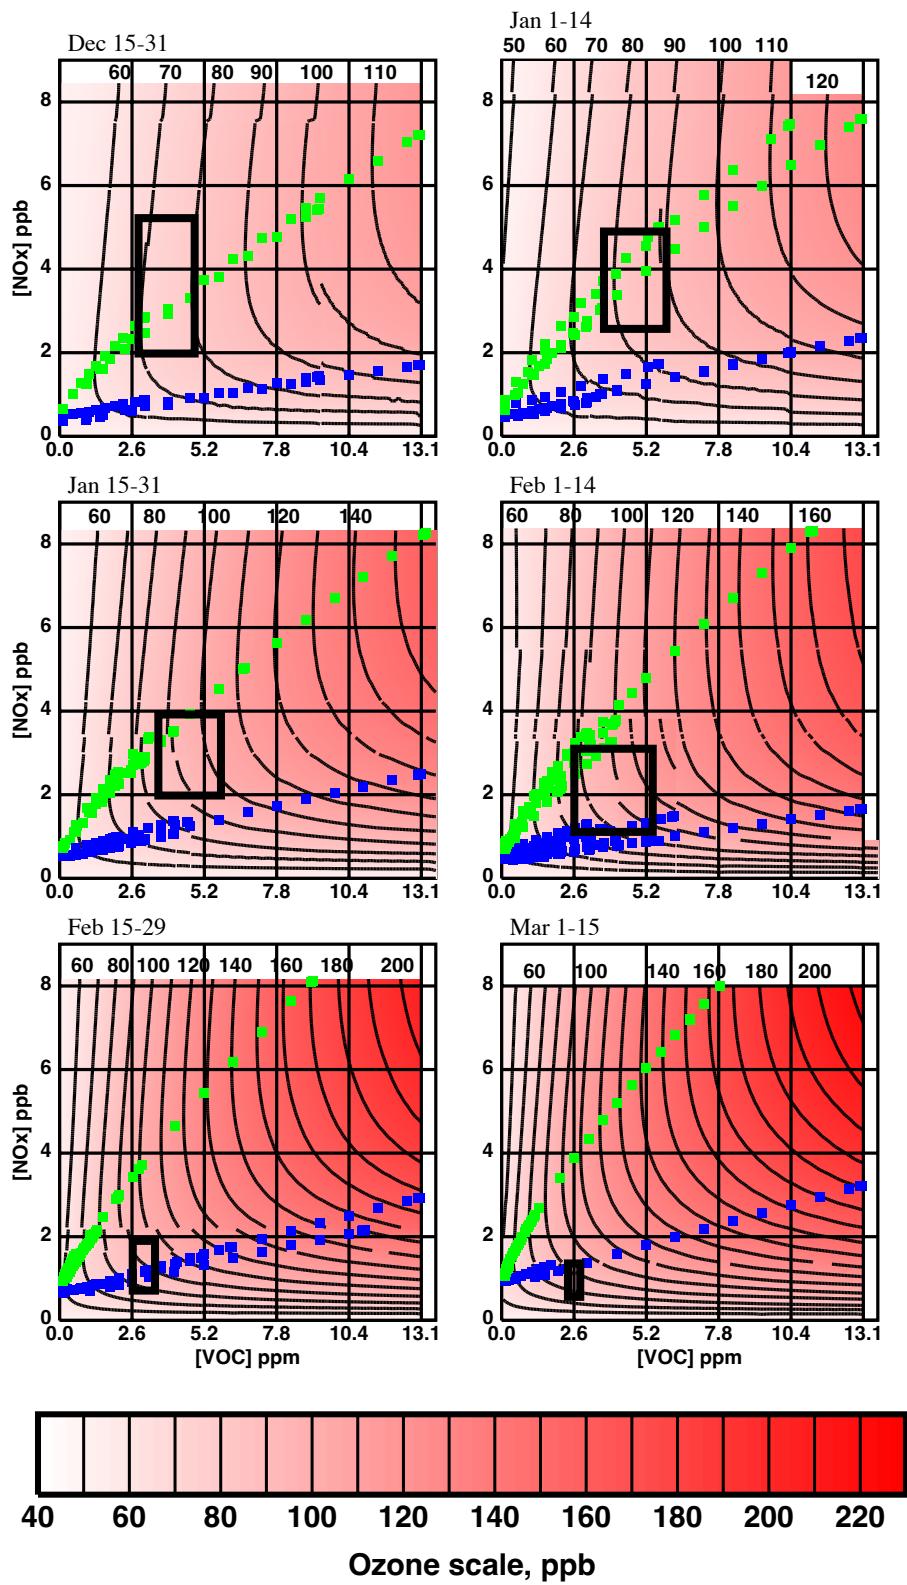 Dec 15-31
60 70 80 90 100 110
8
6
4
2
0
[NOx] ppb
0.0 2.6 5.2 7.8 10.4 13.1
Jan 1-14
50 60 70 80 90 100 110
120
8
6
4
2
0
0.0 2.6 5.2 7.8 10.4 13.1
Jan 15-31
60 80 100 120 140
8
6
4
2
0
[NOx] ppb
0.0 2.6 5.2 7.8 10.4 13.1
Feb 1-14
60 80 100 120 140 160
8
6
4
2
0
0.0 2.6 5.2 7.8 10.4 13.1
Feb 15-29
60 80 100 120 140 160 180 200
8
6
4
2
0
[NOx] ppb
0.0 2.6 5.2 7.8 10.4 13.1
[VOC] ppm
Mar 1-15
60 100 140 160 180 200
8
6
4
2
0
0.0 2.6 5.2 7.8 10.4 13.1
[VOC] ppm
40 60 80 100 120 140 160 180 200 220
Ozone scale, ppb